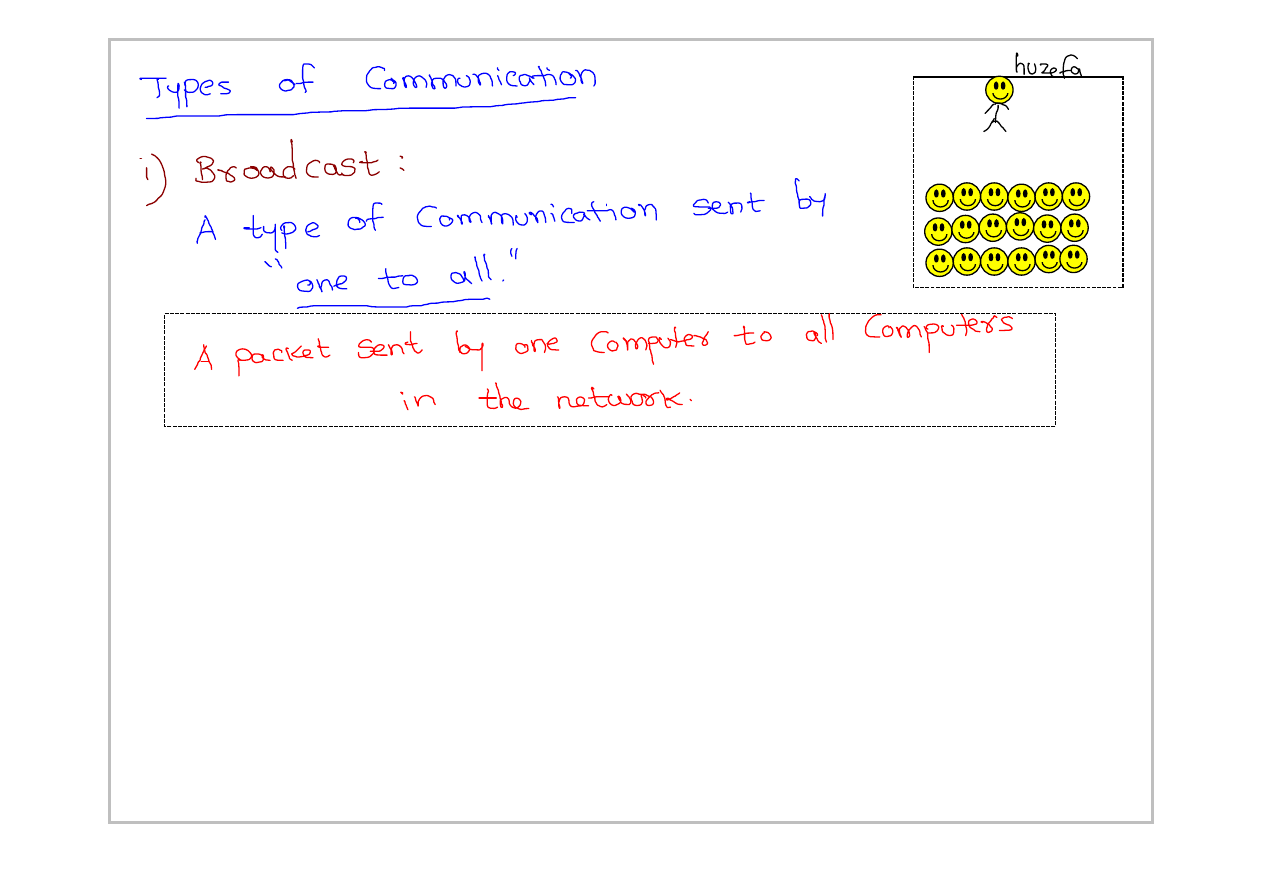 Types of Communication
huzefa
i) Broadcast:
A type of Communication sent by
"one to all."
A packet sent by one Computer to all Computers
in the network.